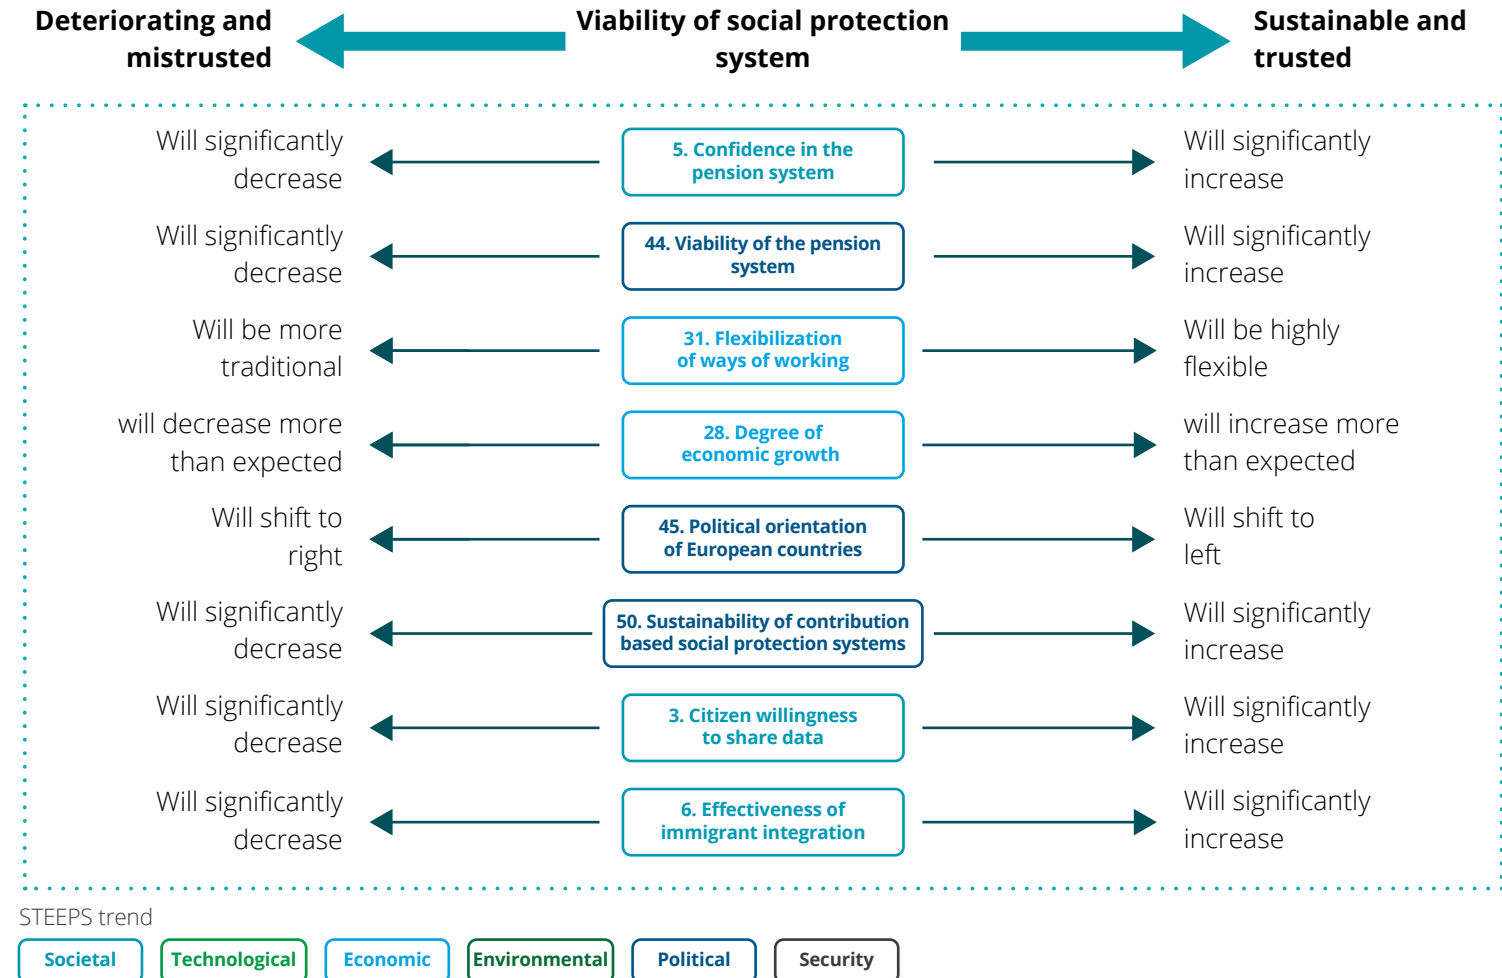 Deteriorating and
mistrusted
Viability of social protection
system
Sustainable and
trusted
Will significantly
decrease
5. Confidence in the
pension system
Will significantly
increase
Will significantly
decrease
44. Viability of the pension
system
Will significantly
increase
Will be more
traditional
31. Flexibilization
of ways of working
Will be highly
flexible
will decrease more
than expected
28. Degree of
economic growth
will increase more
than expected
Will shift to
right
45. Political orientation
of European countries
Will shift to
left
Will significantly
decrease
50. Sustainability of contribution
based social protection systems
Will significantly
increase
Will significantly
decrease
3. Citizen willingness
to share data
Will significantly
increase
Will significantly
decrease
6. Effectiveness of
immigrant integration
Will significantly
increase
STEEPS trend
Societal
Technological
Economic
Environmental
Political
Security